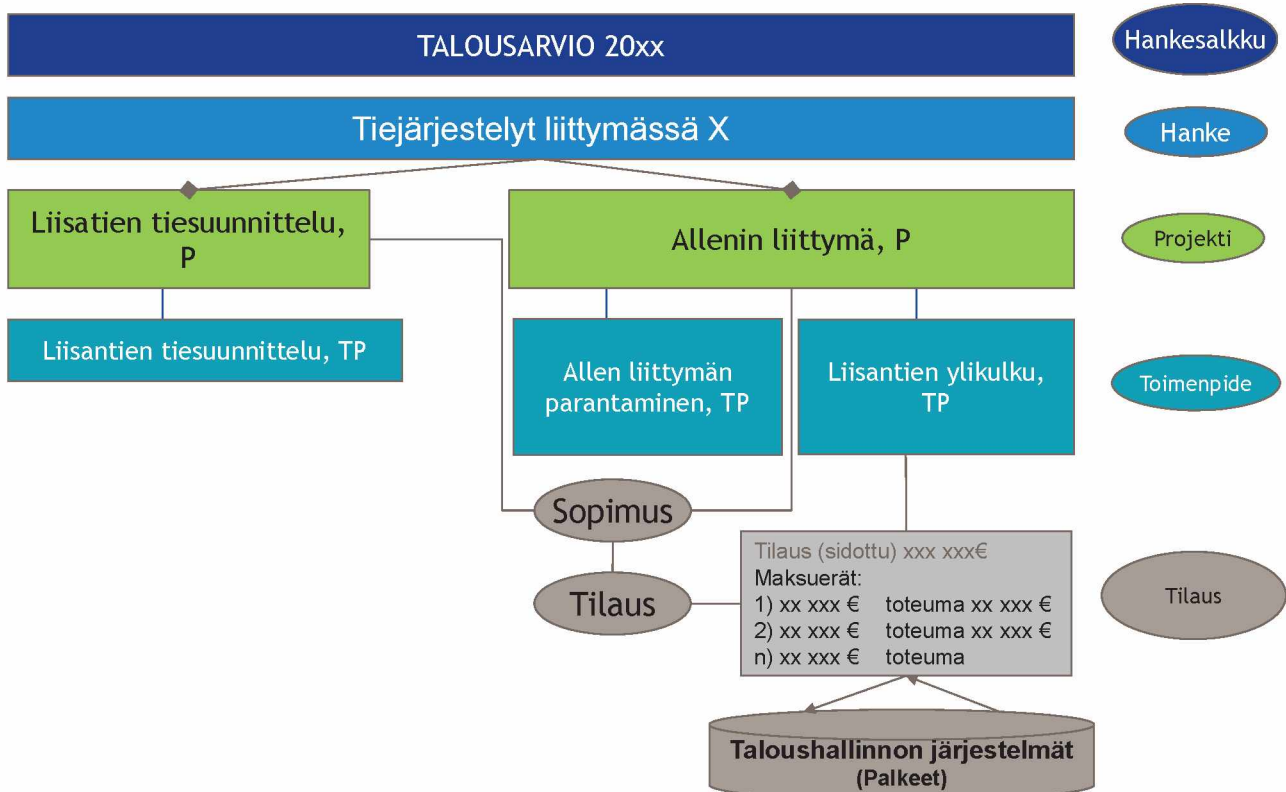 TALOUSARVIO 20xx
Hankesalkku
Tiejärjestelyt liittymässä X
Hanke
Liisatien tiesuunnittelu,
P
Allenin liittymä, P
Projekti
Liisantien tiesuunnittelu, TP
Allen liittymän
parantaminen, TP
Liisantien ylikulku,
TP
Toimenpide
Sopimus
Tilaus
Tilaus (sidottu) xxx xxx€
Maksuerät:
1) xx xxx € toteuma xx xxx €
2) xx xxx € toteuma xx xxx €
n) xx xxx € toteuma
Tilaus
Taloushallinnon järjestelmät
(Palkeet)